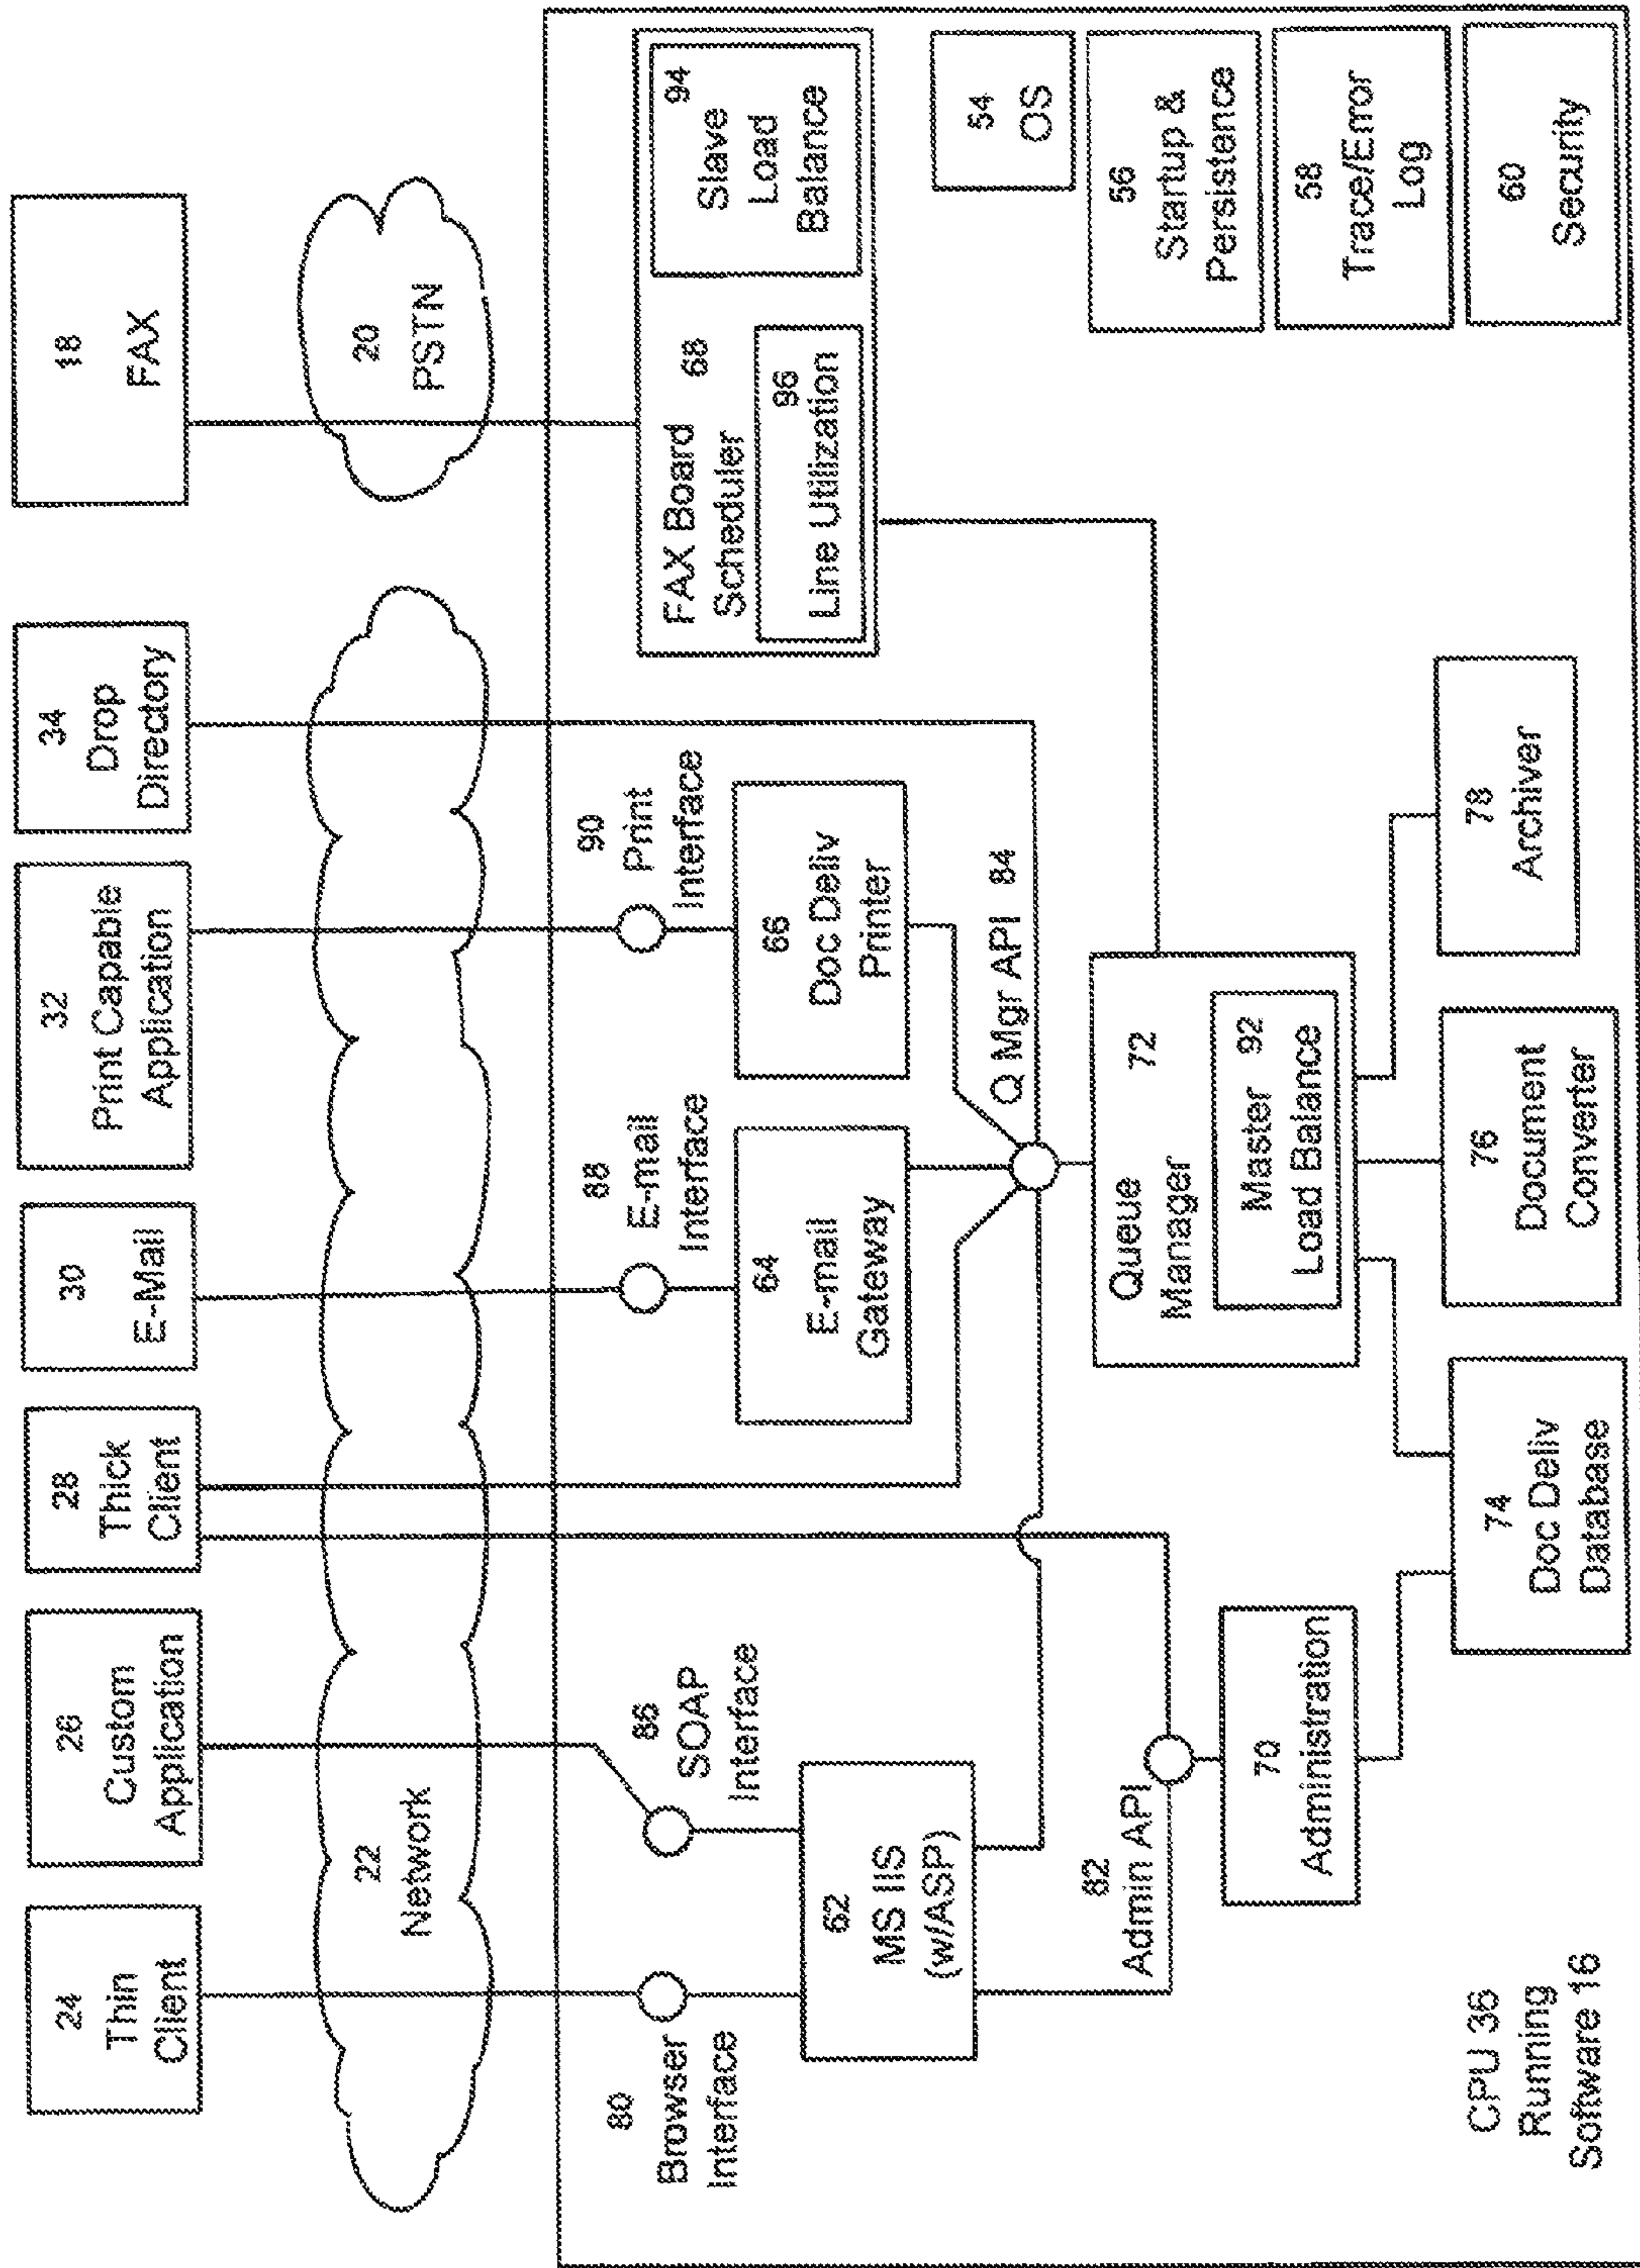 24
Thin
Client
26
Custom
Application
28
Thick
Client
30
E-Mail
32
Print Capable
Application
34
Drop
Directory
18
FAX
22
Network
20
PSTN
80
Browser
Interface
86
SOAP
Interface
88
E-mail
Interface
90
Print
Interface
FAX Board
Scheduler
68
94
Slave
Load
Balance
96
Line Utilization
62
MS IIS
(w/ASP)
64
E-mail
Gateway
66
Doc Deliv
Printer
54
OS
82
Admin API
Q Mgr API 84
56
Startup &
Persistence
Queue 72
Manager
Master 92
Load Balance
70
Administration
58
Trace/Error
Log
74
Doc Deliv
Database
76
Document
Converter
78
Archiver
60
Security
CPU 36
Running
Software 16